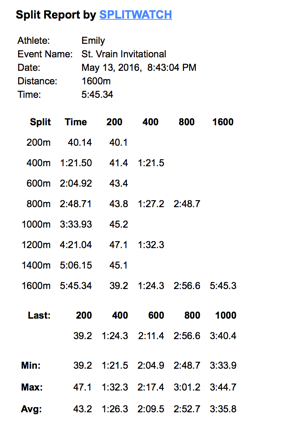 Split Report by SPLITWATCH
Athlete: Emily
Event Name: St. Vrain Invitational
Date: May 13, 2016, 8:43:04 PM
Distance: 1600m
Time: 5:45.34
Split Time 200 400 800 1600
200m 40.14 40.1
400m 1:21.50 41.4 1:21.5
600m 2:04.92 43.4
800m 2:48.71 43.8 1:27.2 2:48.7
1000m 3:33.93 45.2
1200m 4:21.04 47.1 1:32.3
1400m 5:06.15 45.1
1600m 5:45.34 39.2 1:24.3 2:56.6 5:45.3
Last: 200 400 600 800 1000
39.2 1:24.3 2:11.4 2:56.6 3:40.4
Min: 39.2 1:21.5 2:04.9 2:48.7 3:33.9
Max: 47.1 1:32.3 2:17.4 3:01.2 3:44.7
Avg: 43.2 1:26.3 2:09.5 2:52.7 3:35.8